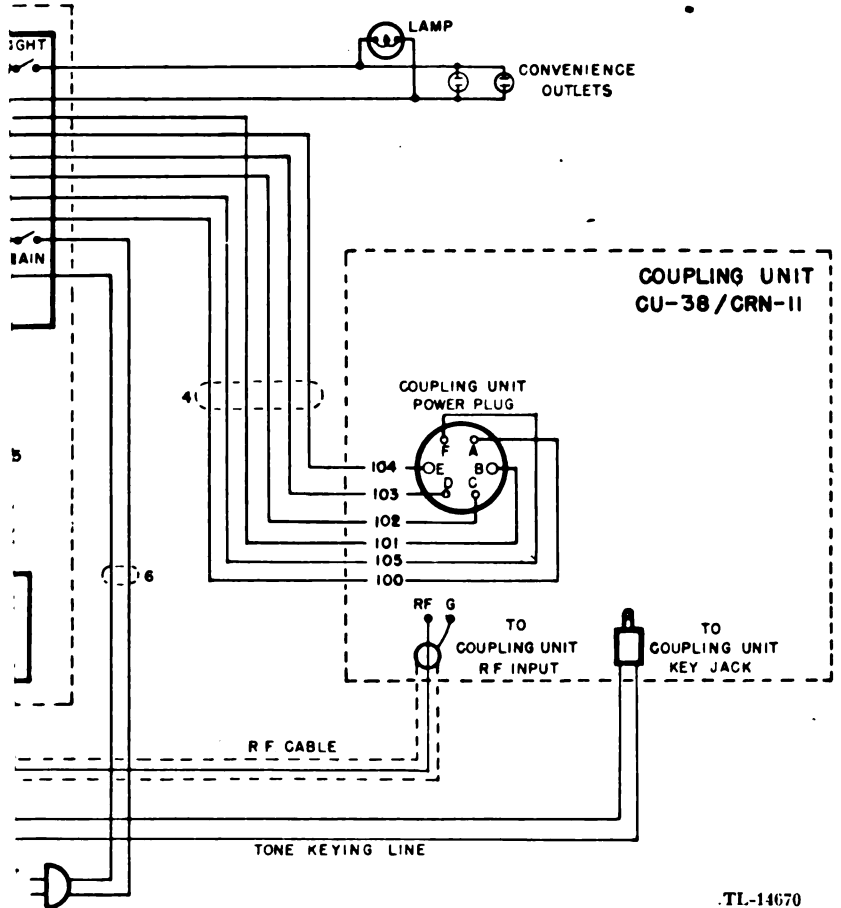 LAMP
CONVENIENCE
OUTLETS
COUPLING UNIT
CU-38/CRN-11
COUPLING UNIT
POWER PLUG
4
F A
104 E B
D C
103
102
101
105
100
6
RF G
TO
COUPLING UNIT
RF INPUT
TO
COUPLING UNIT
KEY JACK
RF CABLE
TONE KEYING LINE
TL-14670